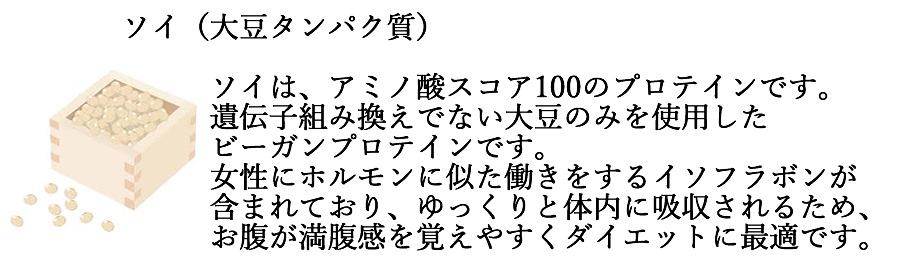 ソイ（大豆タンパク質）
ソイは、アミノ酸スコア100のプロテインです。
遺伝子組み換えでない大豆のみを使用した
ビーガンプロテインです。
女性にホルモンに似た働きをするイソフラボンが
含まれており、ゆっくりと体内に吸収されるため、
お腹が満腹感を覚えやすくダイエットに最適です。